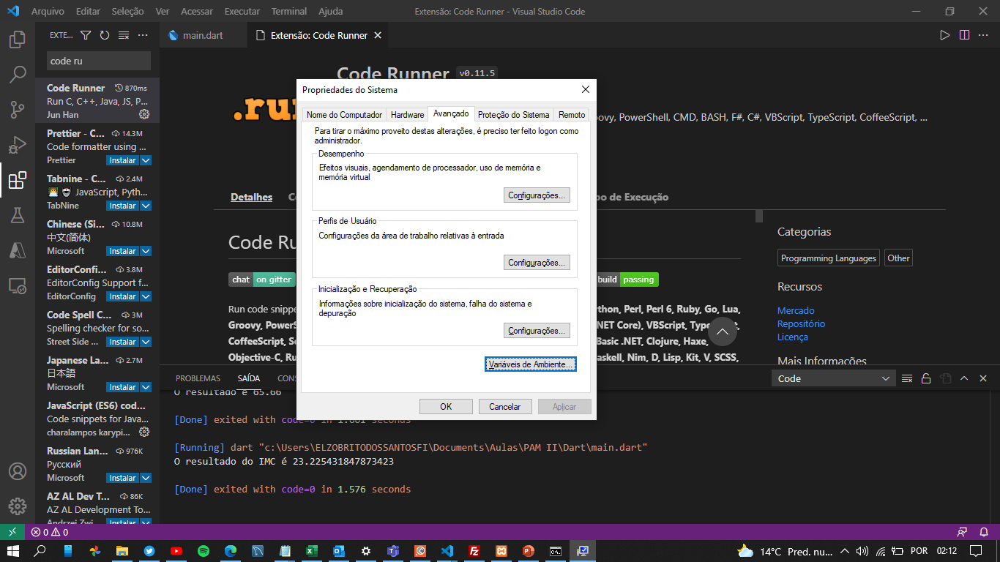 Arquivo Editar Seleção Ver Acessar Executar Terminal Ajuda
Extensão: Code Runner - Visual Studio Code
EXTE...
main.dart
Extensão: Code Runner
code ru
Code Runner 870ms
Run C, C++, Java, JS, P...
Jun Han
Prettier - C... 14.3M
Code formatter using ...
Prettier Instalar
Tabnine - C... 2.4M
JavaScript, Pyth...
TabNine Instalar
Chinese (Si... 10.8M
中文(简体)
Microsoft Instalar
EditorConfi... 3.8M
EditorConfig Support f...
EditorConfig Instalar
Code Spell C... 3M
Spelling checker for so...
Street Side ... Instalar
Japanese La... 2.7M
日本語
Microsoft Instalar
JavaScript (ES6) cod...
Code snippets for Java...
charalampos karypi...
Russian Lan... 976K
Русский
Microsoft Instalar
AZ AL Dev T... 86K
AZ AL Development To...
Andrzej Zwi... Instalar
Code Runner v0.11.5
.ru
oovy, PowerShell, CMD, BASH, F#, C#, VBScript, TypeScript, CoffeeScript, ...
Detalhes
po de Execução
Code Ru
chat on gitter
build passing
Run code snippe
thon, Perl, Perl 6, Ruby, Go, Lua,
Groovy, PowerS
.NET Core), VBScript,
CoffeeScript, Sc
Basic .NET, Clojure, Haxe,
Objective-C, Ru
askell, Nim, D, Lisp, Kit, V, SCSS,
Categorias
Programming Languages Other
Recursos
Mercado
Repositório
Licença
Mais Informações
Propriedades do Sistema
Nome do Computador Hardware Avançado Proteção do Sistema Remoto
Para tirar o máximo proveito destas alterações, é preciso ter feito logon como
administrador.
Desempenho
Efeitos visuais, agendamento de processador, uso de memória e
memória virtual
Configurações...
Perfis de Usuário
Configurações da área de trabalho relativas à entrada
Configurações...
Inicialização e Recuperação
Informações sobre inicialização do sistema, falha do sistema e
depuração
Configurações...
Variáveis de Ambiente...
OK Cancelar Aplicar
PROBLEMAS SAÍDA CONS
Code
O resultado é 65.66
[Done] exited with code=0 in 1.661 seconds
[Running] dart "c:\Users\ELZOBRITODOSSANTOSFI\Documents\Aulas\PAM II\Dart\main.dart"
O resultado do IMC é 23.225431847873423
[Done] exited with code=0 in 1.576 seconds
0 0
14°C Pred. nu... POR 02:12